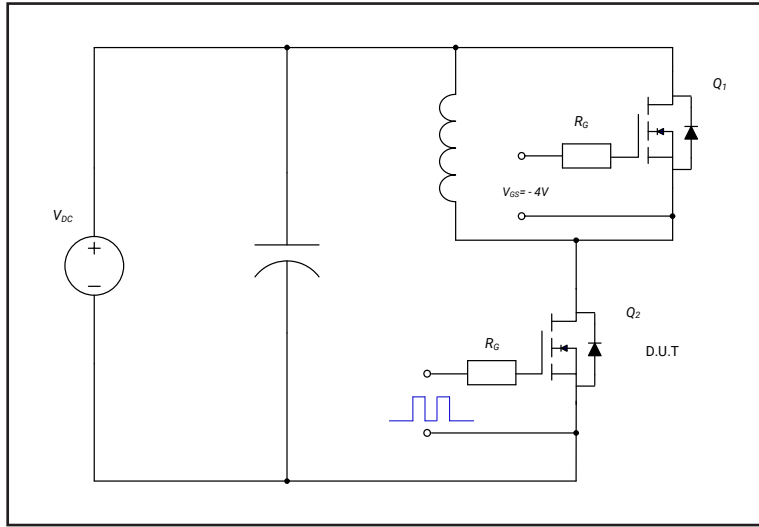 Q1
RG
VGS= - 4V
VDC
+
−
Q2
RG
D.U.T